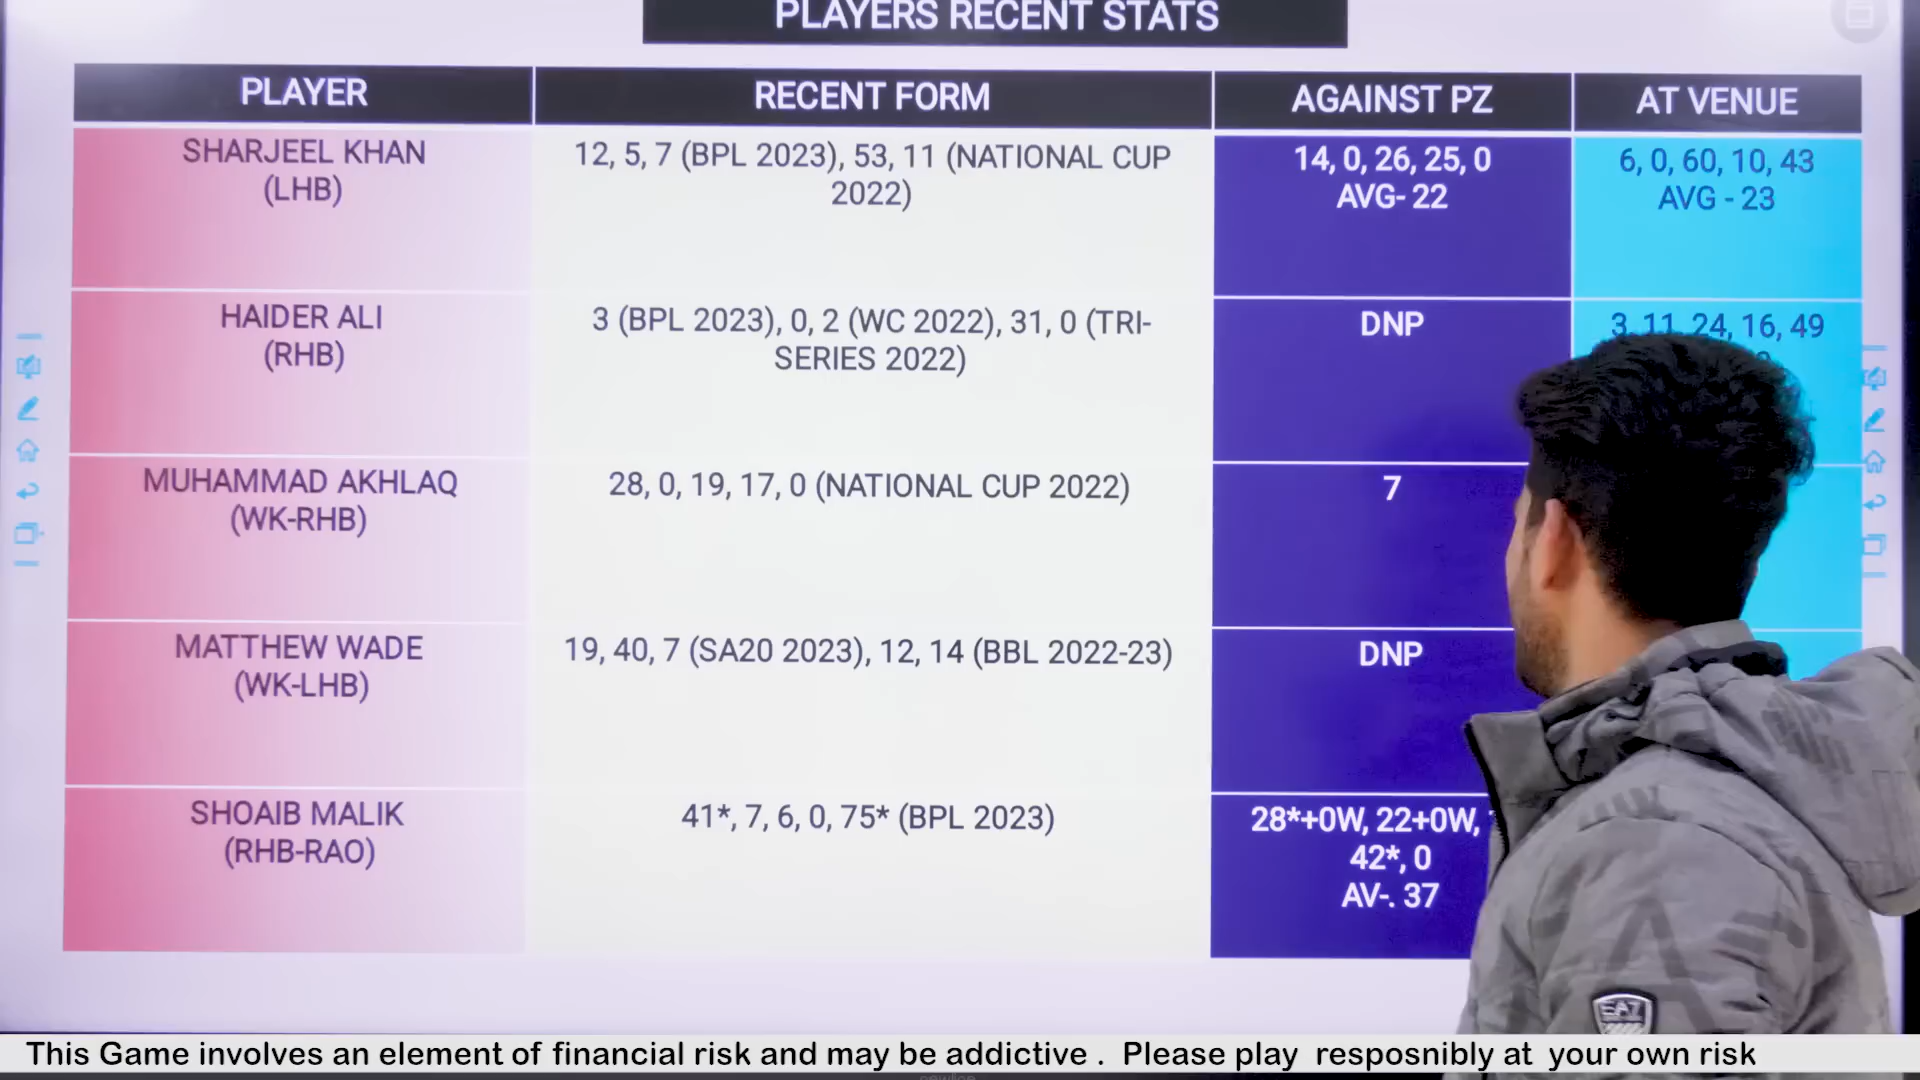 PLAYERS RECENT STATS
PLAYER RECENT FORM AGAINST PZ AT VENUE
SHARJEEL KHAN
(LHB)
12, 5, 7 (BPL 2023), 53, 11 (NATIONAL CUP
2022)
14, 0, 26, 25, 0
AVG- 22
6, 0, 60, 10, 43
AVG - 23
HAIDER ALI
(RHB)
3 (BPL 2023), 0, 2 (WC 2022), 31, 0 (TRI-
SERIES 2022)
DNP
3, 11, 24, 16, 49
MUHAMMAD AKHLAQ
(WK-RHB)
28, 0, 19, 17, 0 (NATIONAL CUP 2022)
7
MATTHEW WADE
(WK-LHB)
19, 40, 7 (SA20 2023), 12, 14 (BBL 2022-23)
DNP
SHOAIB MALIK
(RHB-RAO)
41*, 7, 6, 0, 75* (BPL 2023)
28*+0W, 22+0W,
42*, 0
AV-. 37
EA7
This Game involves an element of financial risk and may be addictive . Please play resposnibly at your own risk